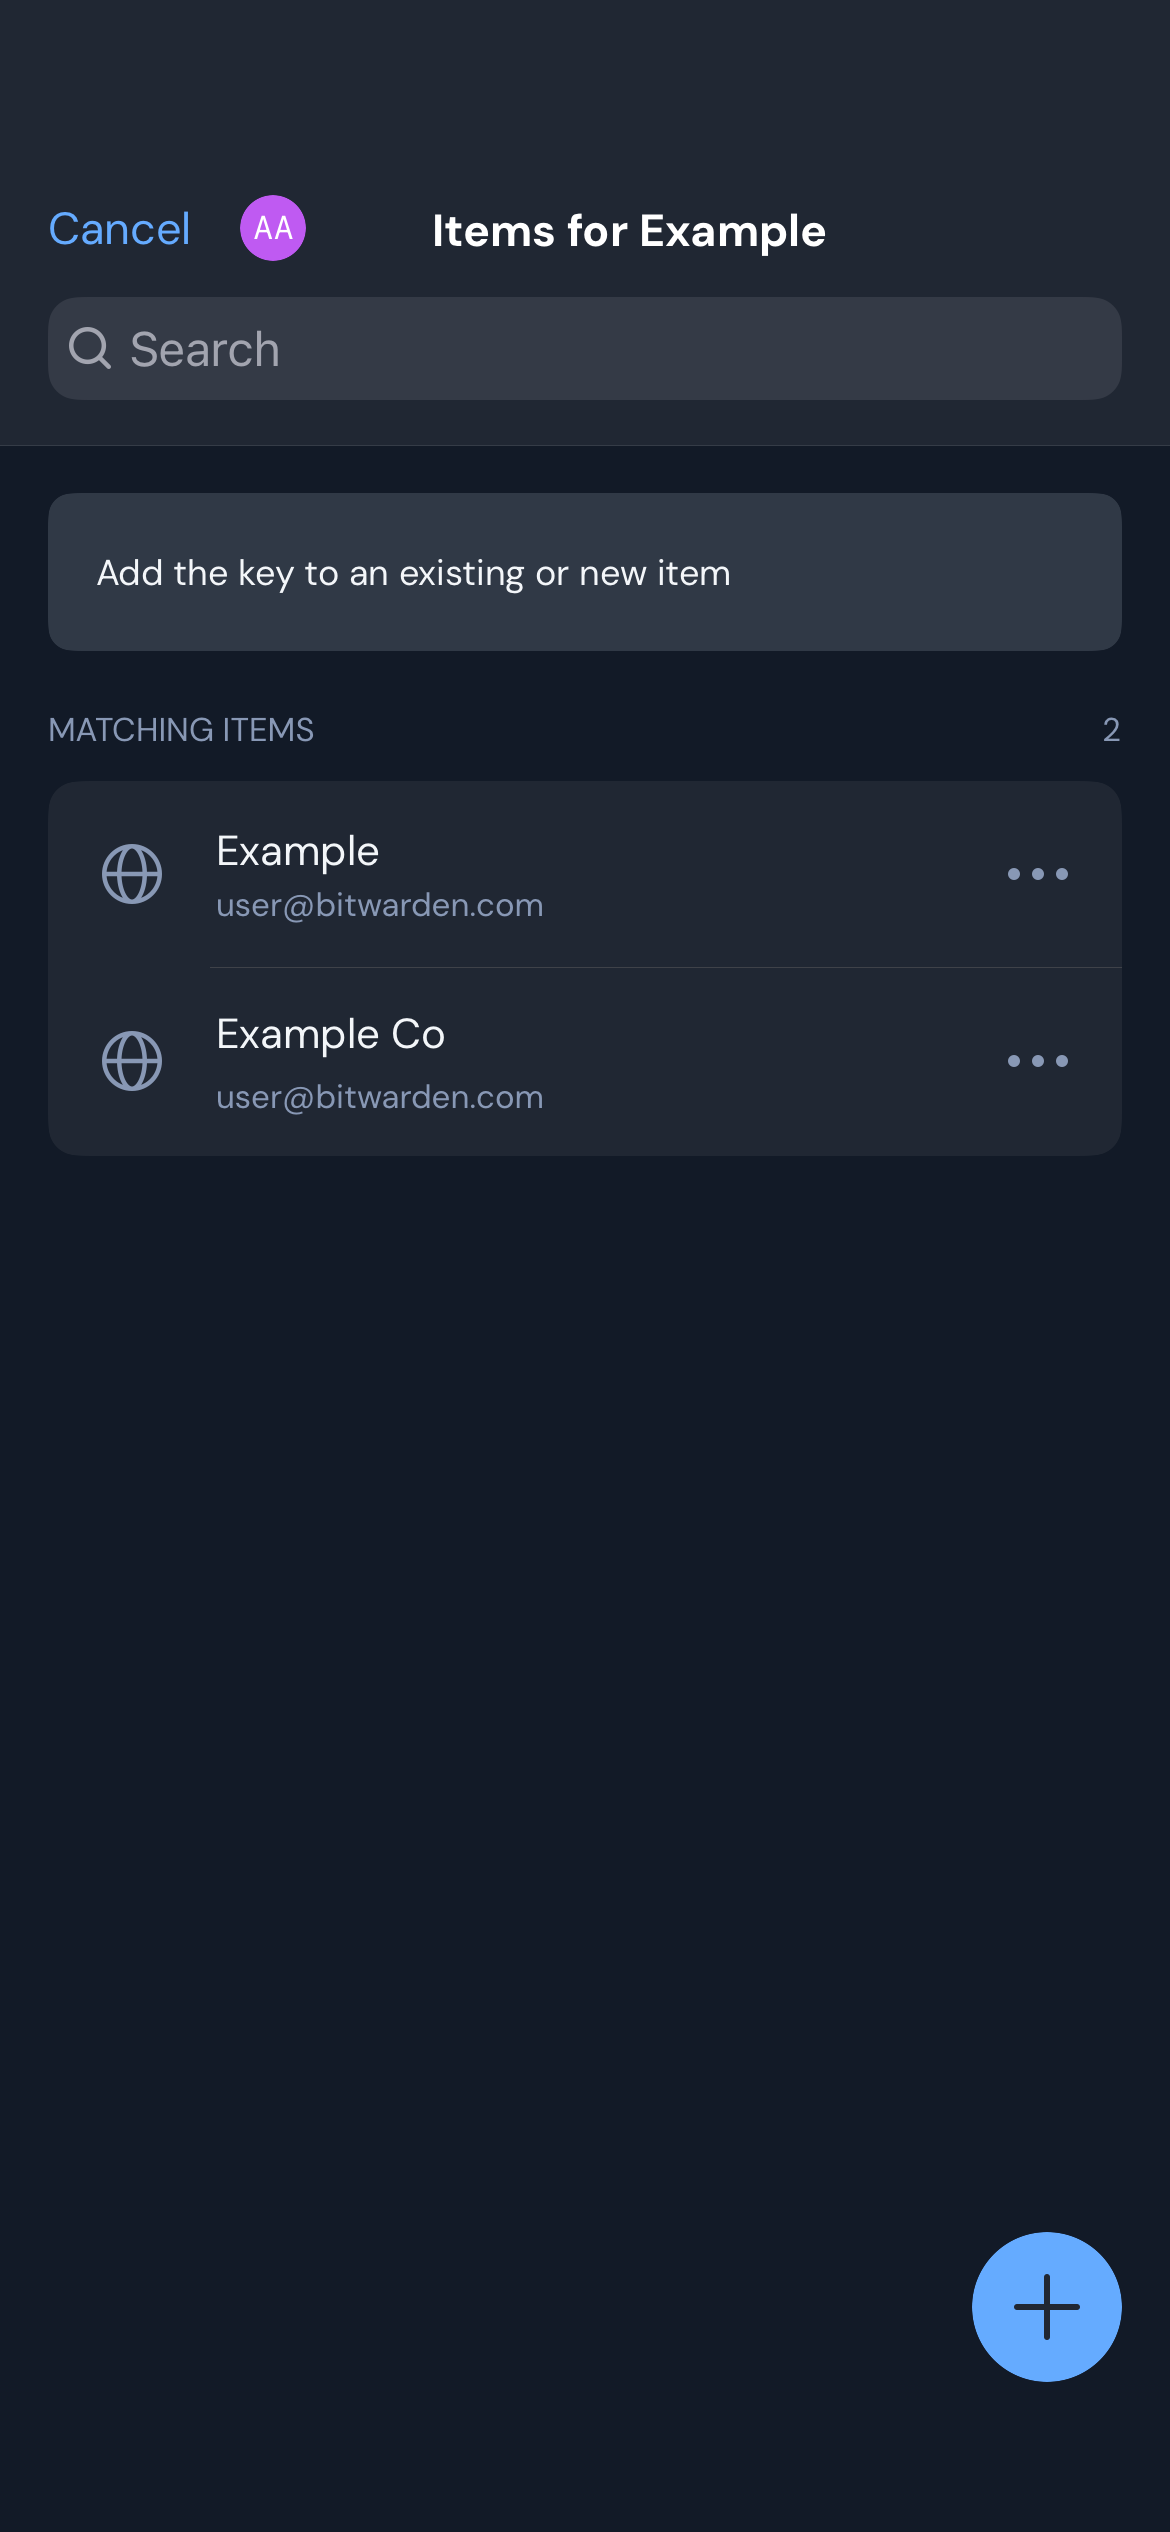 Cancel AA Items for Example
Search
Add the key to an existing or new item
MATCHING ITEMS 2
Example
user@bitwarden.com
Example Co
user@bitwarden.com